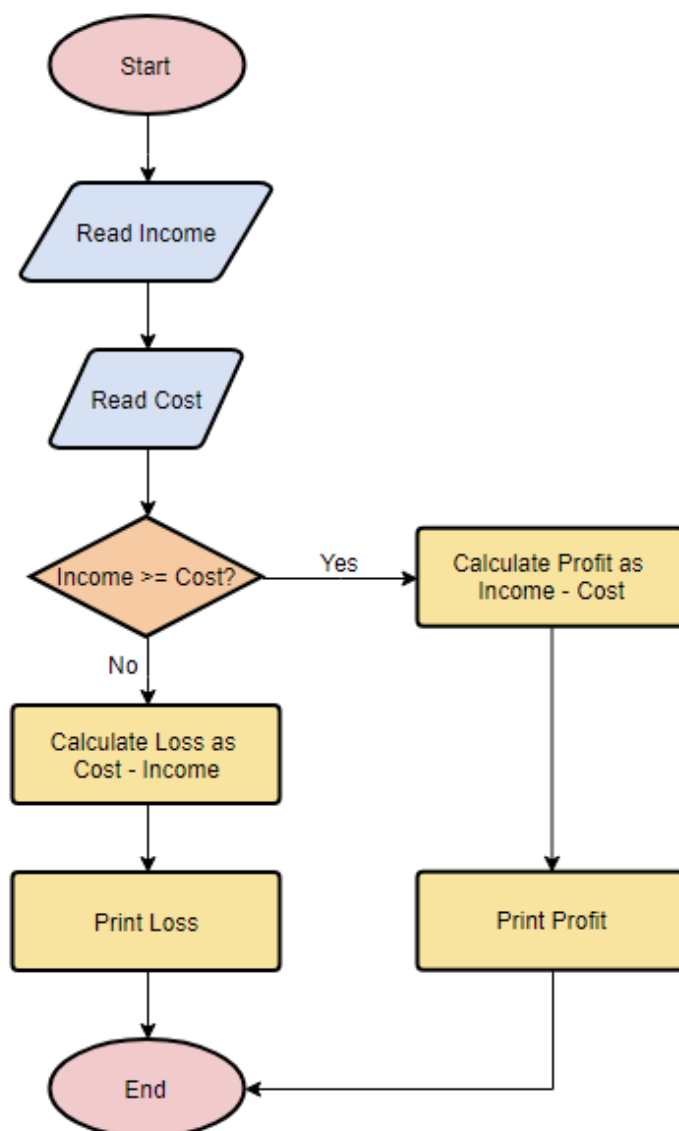 Start
Read Income
Read Cost
Income >= Cost?
Yes
Calculate Profit as
Income - Cost
No
Calculate Loss as
Cost - Income
Print Loss
Print Profit
End